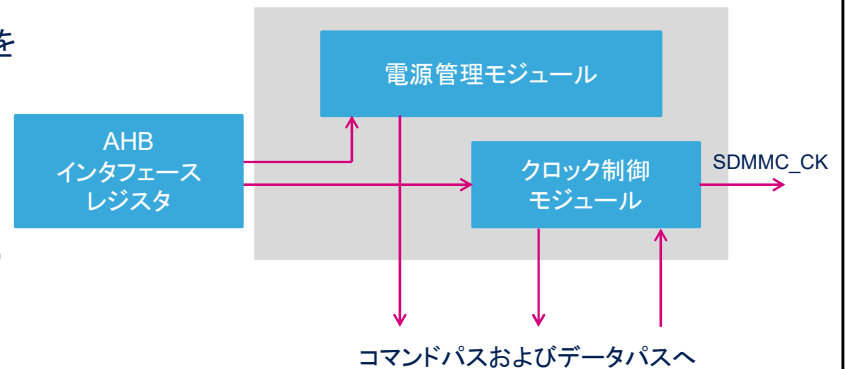 を
電源管理モジュール
AHB
インタフェース
レジスタ
クロック制御
モジュール
SDMMC_CK
コマンドパスおよびデータパスへ